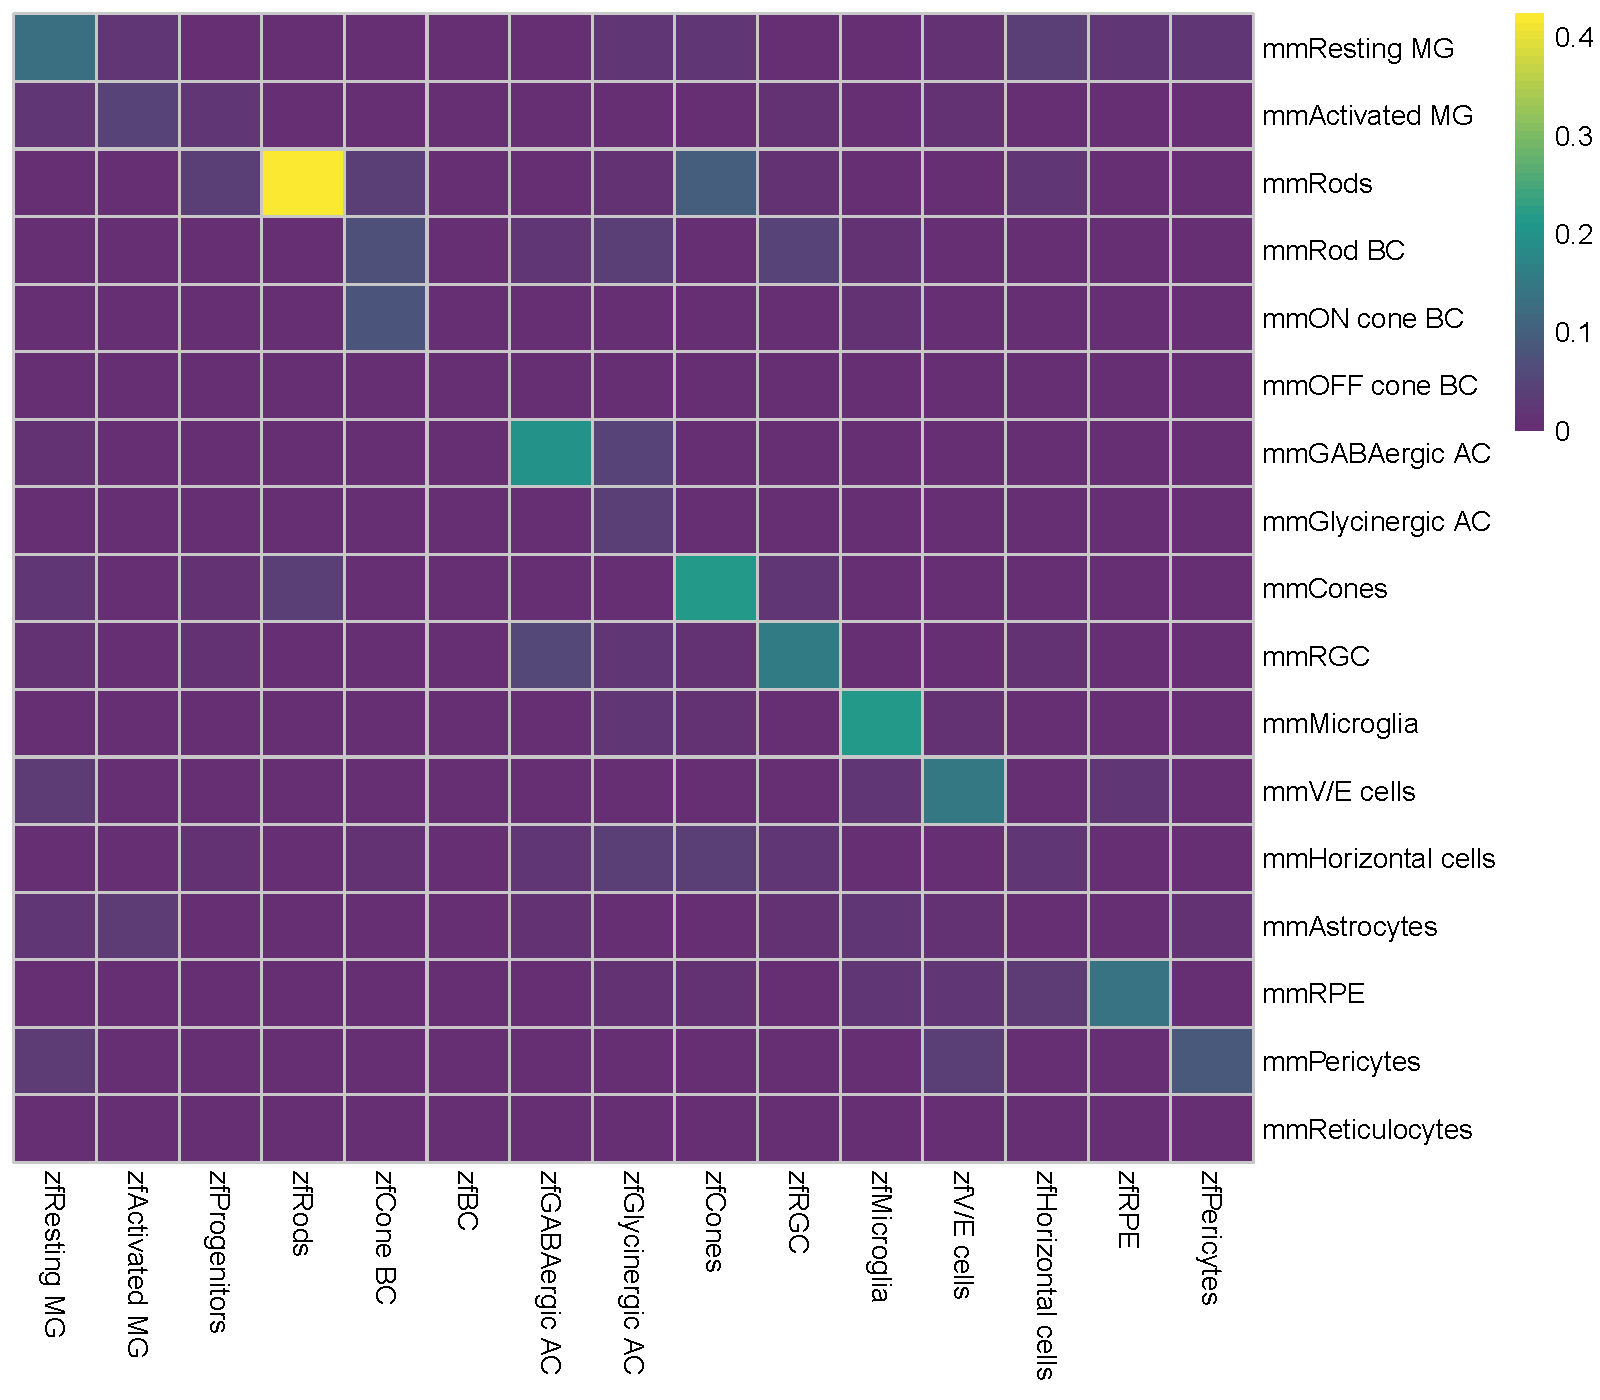 mmResting MG
mmActivated MG
mmRods
mmRod BC
mmON cone BC
mmOFF cone BC
mmGABAergic AC
mmGlycinergic AC
mmCones
mmRGC
mmMicroglia
mmV/E cells
mmHorizontal cells
mmAstrocytes
mmRPE
mmPericytes
mmReticulocytes
0.4
0.3
0.2
0.1
0
zfResting MG
zfActivated MG
zfProgenitors
zfRods
zfCone BC
zfBC
zfGABAergic AC
zfGlycinergic AC
zfCones
zfRGC
zfMicroglia
zfV/E cells
zfHorizontal cells
zfRPE
zfPericytes